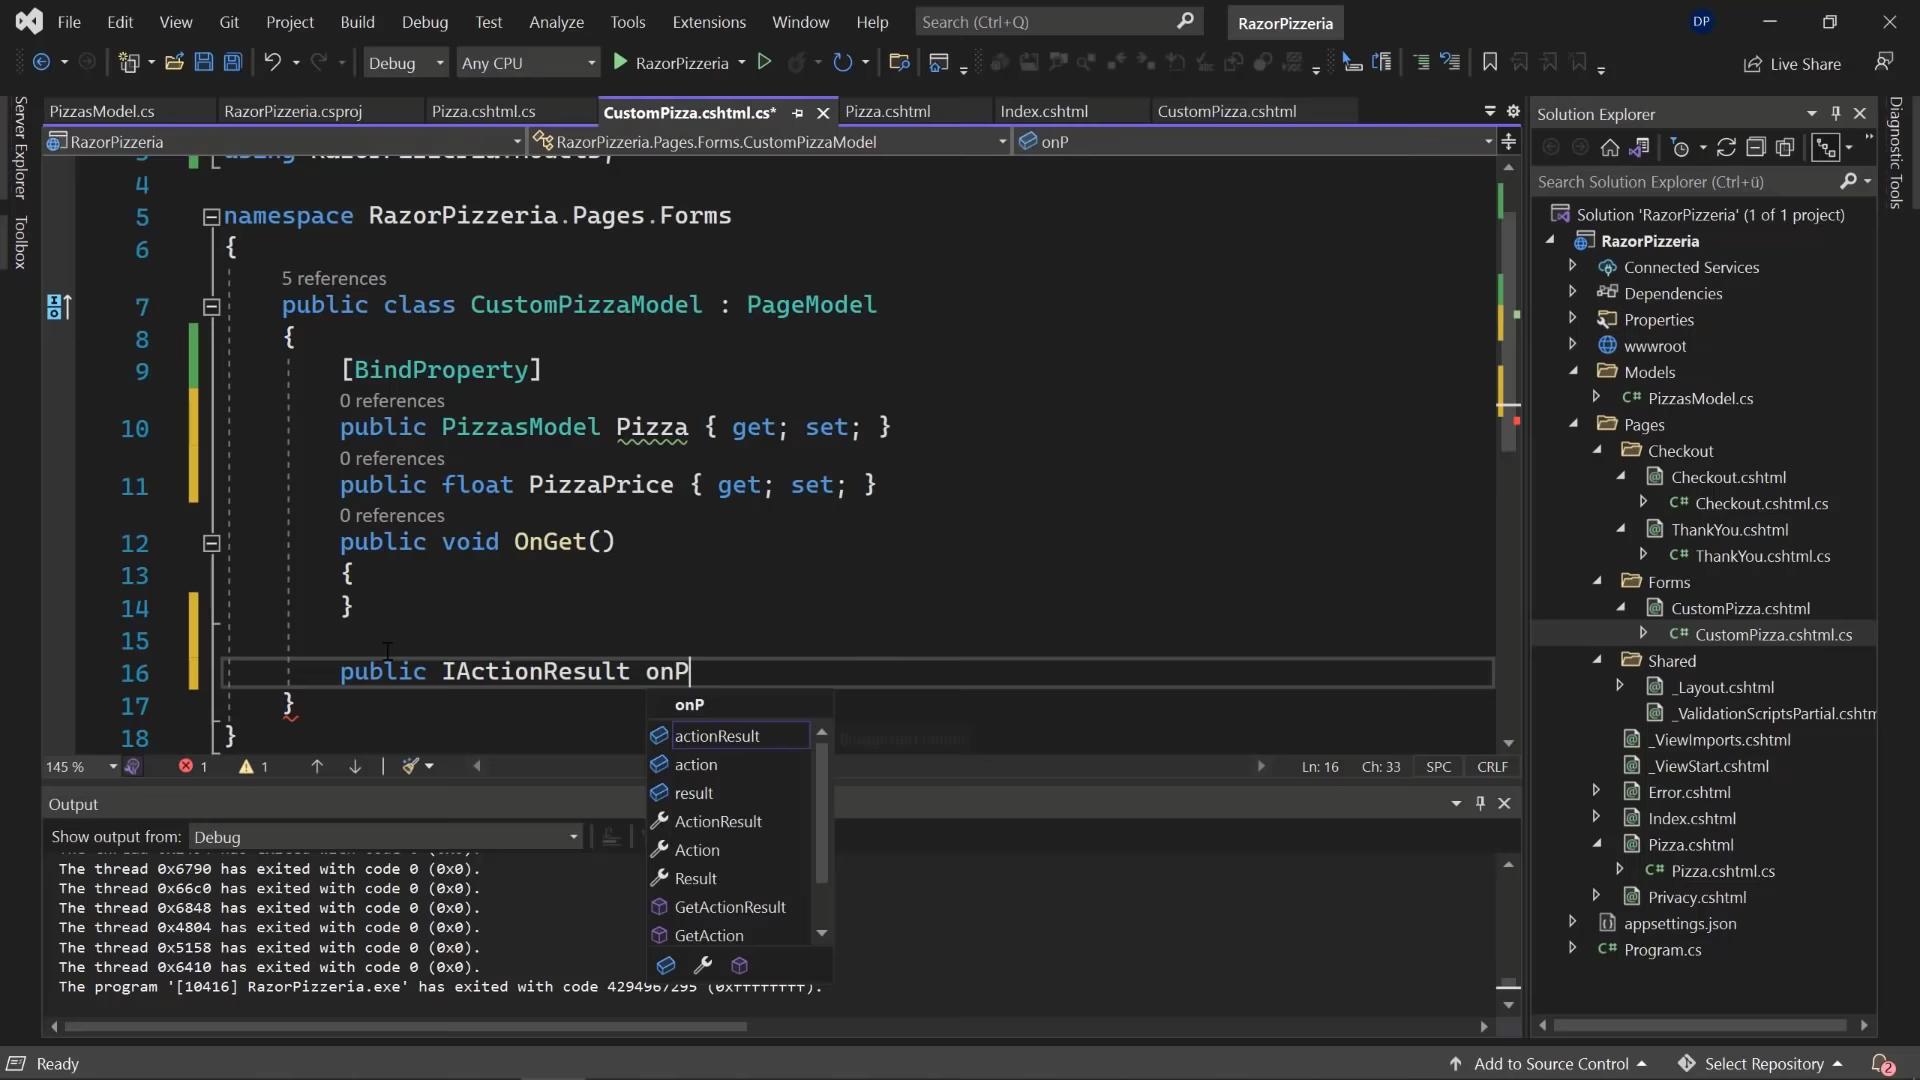 File Edit View Git Project Build Debug Test Analyze Tools Extensions Window Help Search (Ctrl+Q) RazorPizzeria DP
Debug Any CPU RazorPizzeria Live Share
Server Explorer
Toolbox
PizzasModel.cs RazorPizzeria.csproj Pizza.cshtml.cs CustomPizza.cshtml.cs* Pizza.cshtml Index.cshtml CustomPizza.cshtml
RazorPizzeria RazorPizzeria.Pages.Forms.CustomPizzaModel onP
4
5 namespace RazorPizzeria.Pages.Forms
6 {
5 references
7 public class CustomPizzaModel : PageModel
8 {
9 [BindProperty]
0 references
10 public PizzasModel Pizza { get; set; }
0 references
11 public float PizzaPrice { get; set; }
0 references
12 public void OnGet()
13 {
14 }
15
16 public IActionResult onP
17 }
18 }
onP
actionResult
action
result
ActionResult
Action
Result
GetActionResult
GetAction
145 % 1 1 Ln: 16 Ch: 33 SPC CRLF
Output
Show output from: Debug
The thread 0x6790 has exited with code 0 (0x0).
The thread 0x66c0 has exited with code 0 (0x0).
The thread 0x6848 has exited with code 0 (0x0).
The thread 0x4804 has exited with code 0 (0x0).
The thread 0x5158 has exited with code 0 (0x0).
The thread 0x6410 has exited with code 0 (0x0).
The program '[10416] RazorPizzeria.exe' has exited with code 4294967295 (0xffffffff).
Solution Explorer
Search Solution Explorer (Ctrl+ü)
Solution 'RazorPizzeria' (1 of 1 project)
RazorPizzeria
Connected Services
Dependencies
Properties
wwwroot
Models
C# PizzasModel.cs
Pages
Checkout
Checkout.cshtml
C# Checkout.cshtml.cs
ThankYou.cshtml
C# ThankYou.cshtml.cs
Forms
CustomPizza.cshtml
C# CustomPizza.cshtml.cs
Shared
_Layout.cshtml
_ValidationScriptsPartial.cshtm
_ViewImports.cshtml
_ViewStart.cshtml
Error.cshtml
Index.cshtml
Pizza.cshtml
C# Pizza.cshtml.cs
Privacy.cshtml
appsettings.json
C# Program.cs
Diagnostic Tools
Ready Add to Source Control Select Repository 2